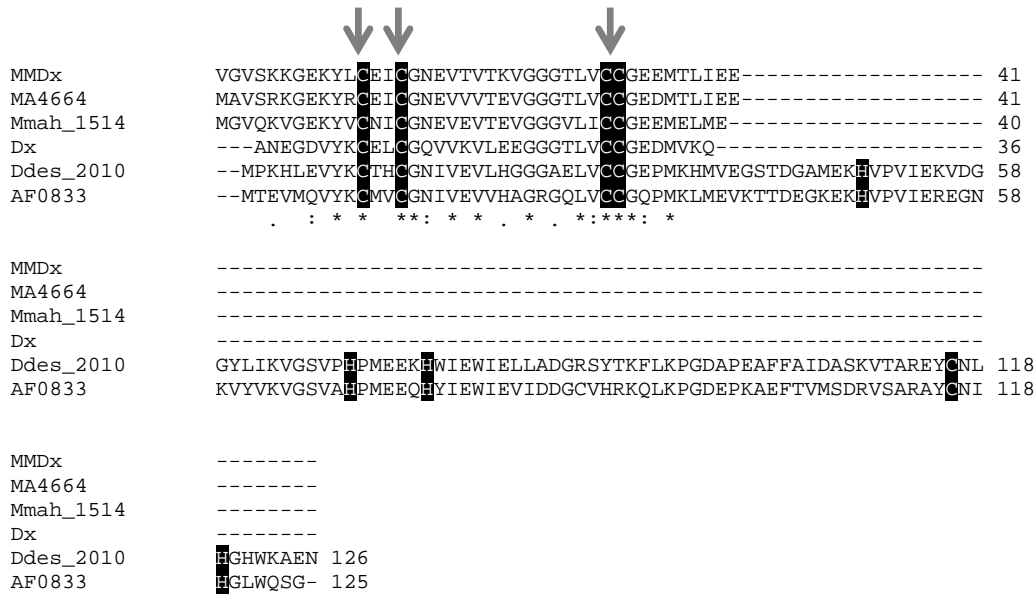 MMDx VGVSKKGEKYLCEICGNEVTVTKVGGGTLVCCGEEMTLIEE------------------- 41
MA4664 MAVSRKGEKYRCEICGNEVVVTEVGGGTLVCCGEDMTLIEE------------------- 41
Mmah_1514 MGVQKVGEKYVCNICGNEVEVTEVGGGVLICCGEEMELME-------------------- 40
Dx ---ANEGDVYKCELCGQVVKVLEEGGGTLVCCGEDMVKQ--------------------- 36
Ddes_2010 --MPKHLEVYKCTHCGNIVEVLHGGGAELVCCGEPMKHMVEGSTDGAMEKHVPVIEKVDG 58
AF0833 --MTEVMQVYKCMVCGNIVEVVHAGRGQLVCCGQPMKLMEVKTTDEGKEKHVPVIEREGN 58
. : * * **: * * . * . *:***: *
MMDx ------------------------------------------------------------
MA4664 ------------------------------------------------------------
Mmah_1514 ------------------------------------------------------------
Dx ------------------------------------------------------------
Ddes_2010 GYLIKVGSVPHPMEEKHWIEWIELLADGRSYTKFLKPGDAPEAFFAIDASKVTAREYCNL 118
AF0833 KVYVKVGSVAHPMEEQHYIEWIEVIDDGCVHRKQLKPGDEPKAEFTVMSDRVSARAYCNI 118
MMDx --------
MA4664 --------
Mmah_1514 --------
Dx --------
Ddes_2010 HGHWKAEN 126
AF0833 HGLWQSG- 125